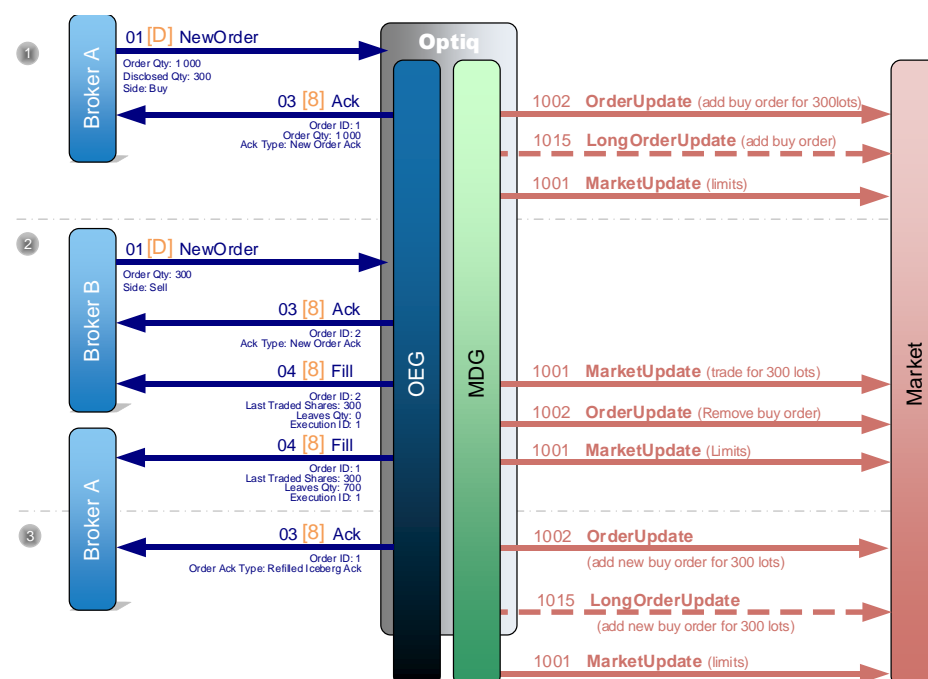 1
Broker A
01 [D] NewOrder
Order Qty: 1 000
Disclosed Qty: 300
Side: Buy
03 [8] Ack
Order ID: 1
Order Qty: 1 000
Ack Type: New Order Ack
Optiq
OEG
MDG
Market
1002 OrderUpdate (add buy order for 300lots)
1015 LongOrderUpdate (add buy order)
1001 MarketUpdate (limits)
2
Broker B
01 [D] NewOrder
Order Qty: 300
Side: Sell
03 [8] Ack
Order ID: 2
Ack Type: New Order Ack
04 [8] Fill
Order ID: 2
Last Traded Shares: 300
Leaves Qty: 0
Execution ID: 1
1001 MarketUpdate (trade for 300 lots)
1002 OrderUpdate (Remove buy order)
1001 MarketUpdate (Limits)
Broker A
04 [8] Fill
Order ID: 1
Last Traded Shares: 300
Leaves Qty: 700
Execution ID: 1
3
03 [8] Ack
Order ID: 1
Order Ack Type: Refilled Iceberg Ack
1002 OrderUpdate
(add new buy order for 300 lots)
1015 LongOrderUpdate
(add new buy order for 300 lots)
1001 MarketUpdate (limits)